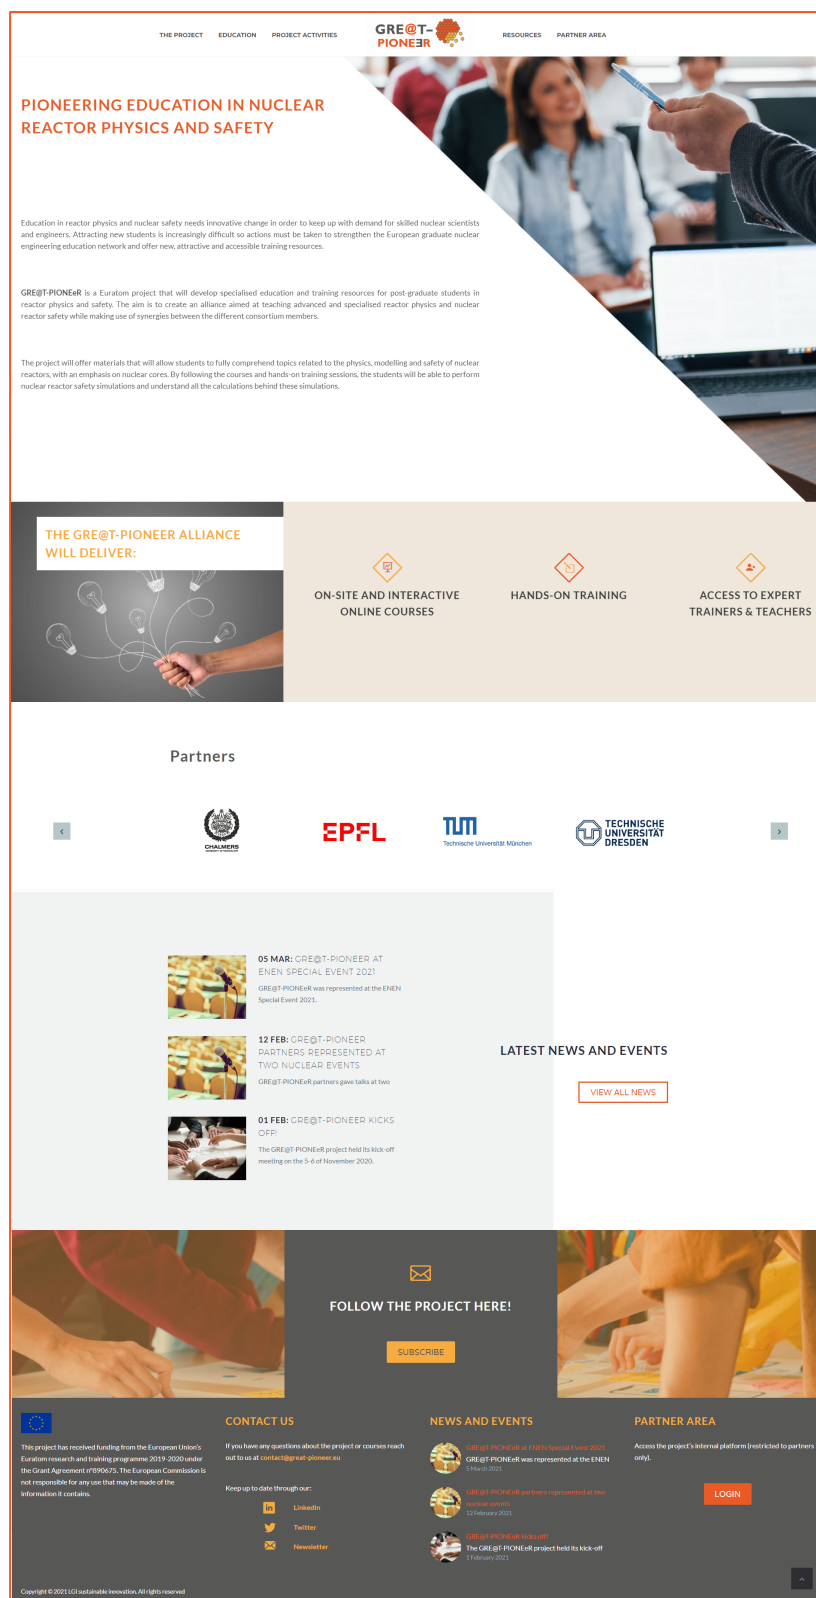 THE PROJECT
EDUCATION
PROJECT ACTIVITIES
GRE@T-
PIONEER
RESOURCES
PARTNER AREA
PIONEERING EDUCATION IN NUCLEAR
REACTOR PHYSICS AND SAFETY
Education in reactor physics and nuclear safety needs innovative change in order to keep up with demand for skilled nuclear scientists
and engineers. Attracting new students is increasingly difficult so actions must be taken to strengthen the European graduate nuclear
engineering education network and offer new, attractive and accessible training resources.
GRE@T-PIONEeR is a Euratom project that will develop specialised education and training resources for post-graduate students in
reactor physics and safety. The aim is to create an alliance aimed at teaching advanced and specialised reactor physics and nuclear
reactor safety while making use of synergies between the different consortium members.
The project will offer materials that will allow students to fully comprehend topics related to the physics, modelling and safety of nuclear
reactors, with an emphasis on nuclear cores. By following the courses and hands-on training sessions, the students will be able to perform
nuclear reactor safety simulations and understand all the calculations behind these simulations.
THE GRE@T-PIONEER ALLIANCE
WILL DELIVER:
ON-SITE AND INTERACTIVE
ONLINE COURSES
HANDS-ON TRAINING
ACCESS TO EXPERT
TRAINERS & TEACHERS
Partners
CHALMERS
EPFL
TUM
Technische Universität München
TECHNISCHE
UNIVERSITÄT
DRESDEN
05 MAR: GRE@T-PIONEER AT
ENEN SPECIAL EVENT 2021
GRE@T-PIONEeR was represented at the ENEN
Special Event 2021.
12 FEB: GRE@T-PIONEER
PARTNERS REPRESENTED AT
TWO NUCLEAR EVENTS
GRE@T-PIONEeR partners gave talks at two
01 FEB: GRE@T-PIONEER KICKS
OFF!
The GRE@T-PIONEeR project held its kick-off
meeting on the 5-6 of November 2020.
LATEST NEWS AND EVENTS
VIEW ALL NEWS
FOLLOW THE PROJECT HERE!
SUBSCRIBE
This project has received funding from the European Union's
Euratom research and training programme 2019-2020 under
the Grant Agreement n°890675. The European Commission is
not responsible for any use that may be made of the
information it contains.
CONTACT US
If you have any questions about the project or courses reach
out to us at contact@great-pioneer.eu
Keep up to date through our:
LinkedIn
Twitter
Newsletter
NEWS AND EVENTS
GRE@T-PIONEeR at ENEN Special Event 2021
GRE@T-PIONEeR was represented at the ENEN
5 March 2021
GRE@T-PIONEeR partners represented at two
nuclear events
12 February 2021
GRE@T-PIONEeR kicks off!
The GRE@T-PIONEeR project held its kick-off
1 February 2021
PARTNER AREA
Access the project's internal platform (restricted to partners
only).
LOGIN
Copyright © 2021 LGI sustainable innovation. All rights reserved